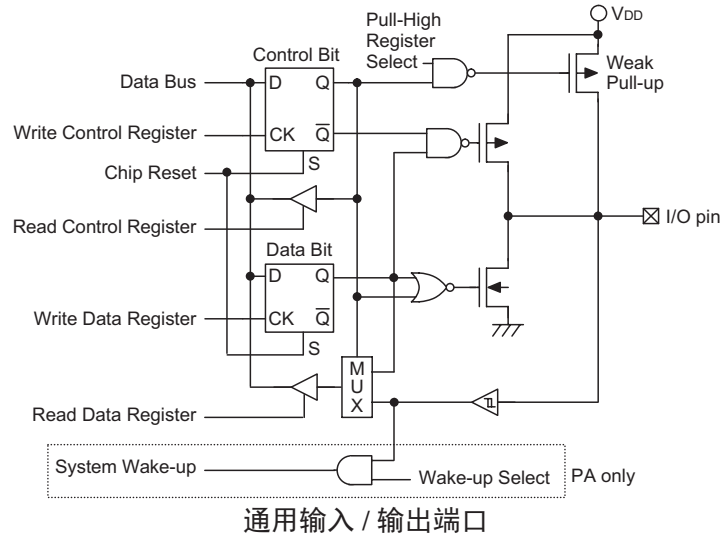 Pull-High
Register
Select
VDD
Control Bit
Weak
Pull-up
Data Bus
D
Q
Write Control Register
CK
Q̅
S
Chip Reset
Read Control Register
I/O pin
Data Bit
D
Q
Write Data Register
CK
Q̅
S
M
U
X
Read Data Register
System Wake-up
Wake-up Select
PA only
通用输入 / 输出端口